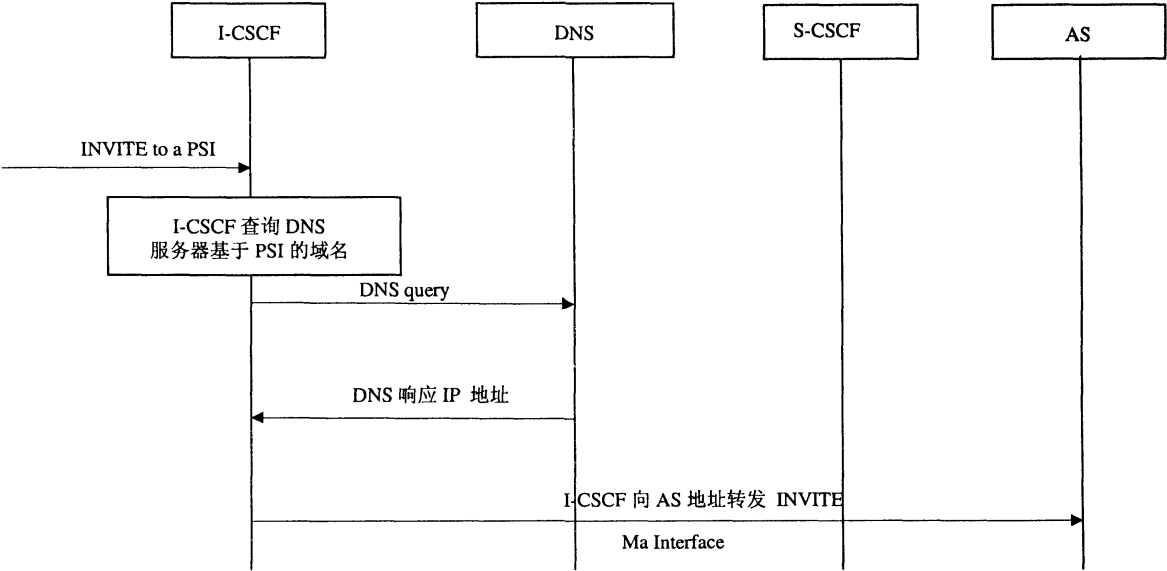 I-CSCF
DNS
S-CSCF
AS
INVITE to a PSI
I-CSCF 查询 DNS
服务器基于 PSI 的域名
DNS query
DNS 响应 IP 地址
I-CSCF 向 AS 地址转发 INVITE
Ma Interface